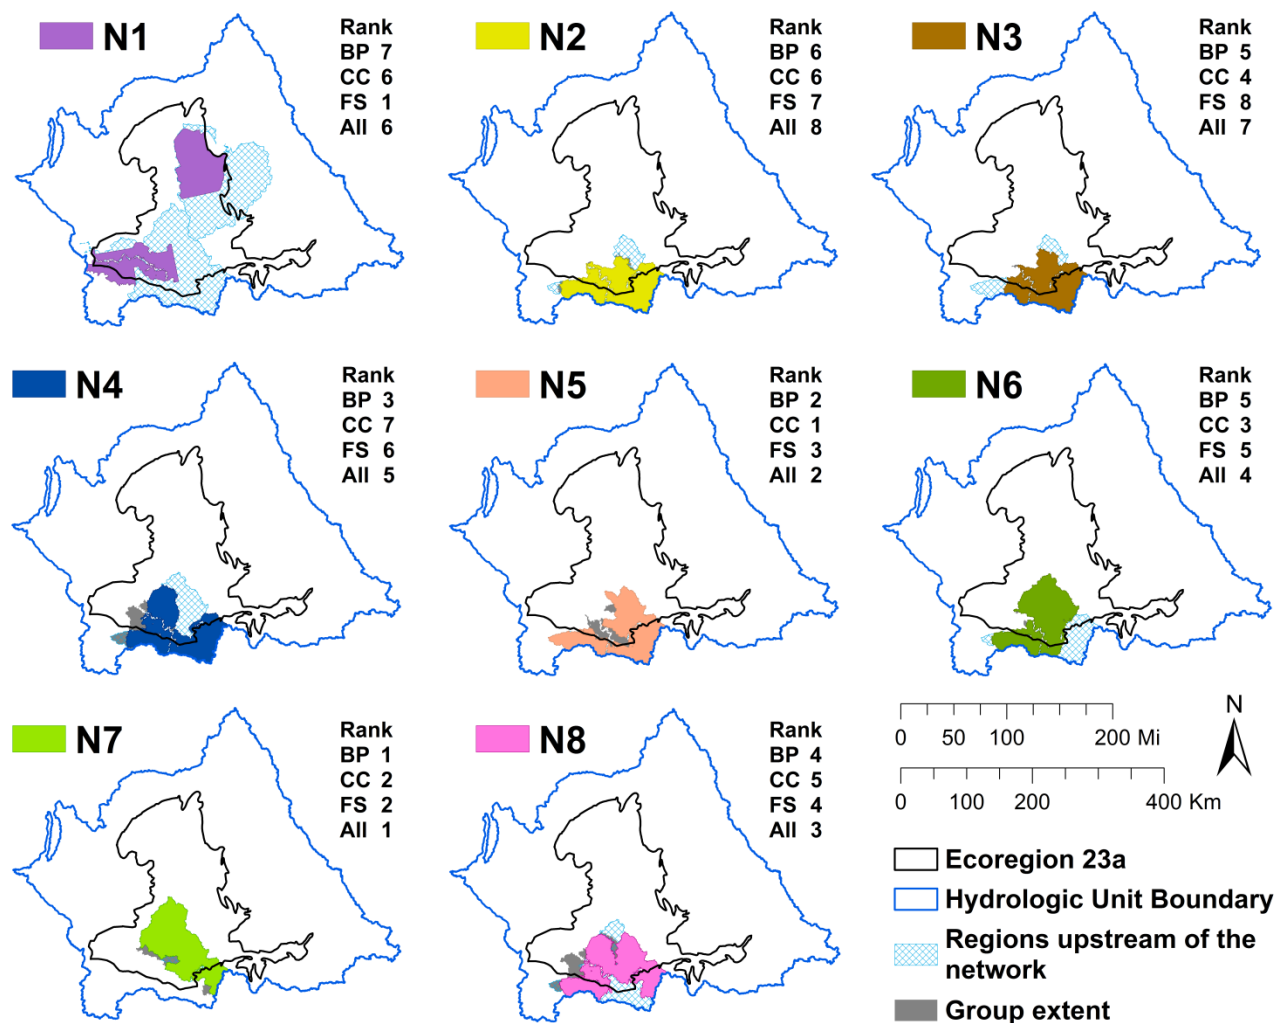 N1
Rank
BP 7
CC 6
FS 1
All 6
N2
Rank
BP 6
CC 6
FS 7
All 8
N3
Rank
BP 5
CC 4
FS 8
All 7
N4
Rank
BP 3
CC 7
FS 6
All 5
N5
Rank
BP 2
CC 1
FS 3
All 2
N6
Rank
BP 5
CC 3
FS 5
All 4
N7
Rank
BP 1
CC 2
FS 2
All 1
N8
Rank
BP 4
CC 5
FS 4
All 3
N
0 50 100 200 Mi
0 100 200 400 Km
Ecoregion 23a
Hydrologic Unit Boundary
Regions upstream of the
network
Group extent